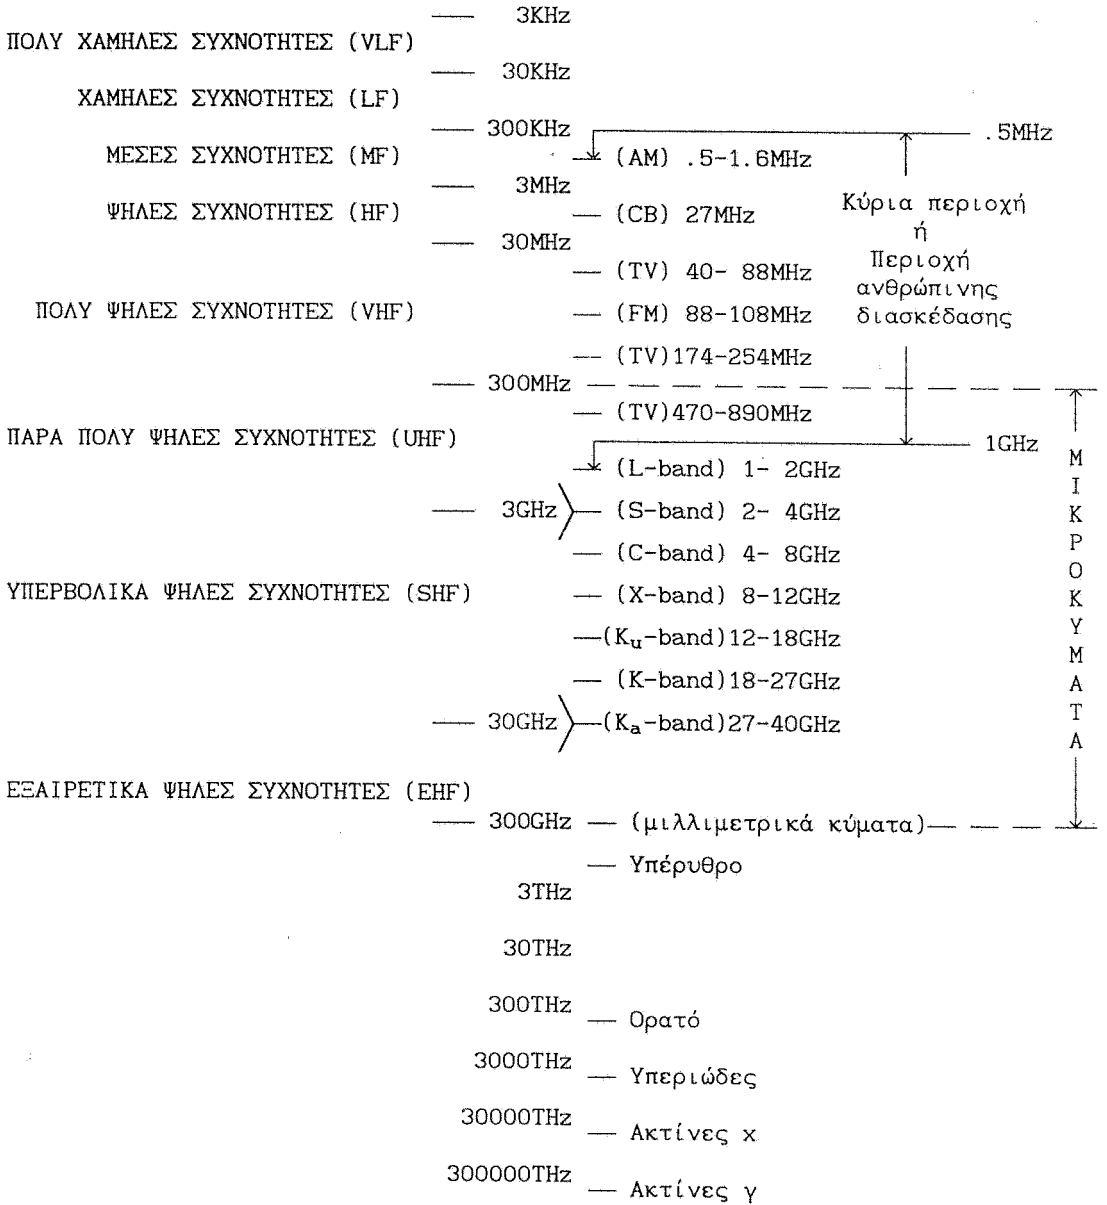 3KHz
ΠΟΛΥ ΧΑΜΗΛΕΣ ΣΥΧΝΟΤΗΤΕΣ (VLF)
30KHz
ΧΑΜΗΛΕΣ ΣΥΧΝΟΤΗΤΕΣ (LF)
300KHz
.5MHz
ΜΕΣΕΣ ΣΥΧΝΟΤΗΤΕΣ (MF)
(AM) .5-1.6MHz
3MHz
ΨΗΛΕΣ ΣΥΧΝΟΤΗΤΕΣ (HF)
(CB) 27MHz
Κύρια περιοχή
ή
Περιοχή
ανθρώπινης
διασκέδασης
30MHz
(TV) 40- 88MHz
ΠΟΛΥ ΨΗΛΕΣ ΣΥΧΝΟΤΗΤΕΣ (VHF)
(FM) 88-108MHz
(TV)174-254MHz
300MHz
(TV)470-890MHz
ΠΑΡΑ ΠΟΛΥ ΨΗΛΕΣ ΣΥΧΝΟΤΗΤΕΣ (UHF)
1GHz
(L-band) 1- 2GHz
3GHz
(S-band) 2- 4GHz
(C-band) 4- 8GHz
ΥΠΕΡΒΟΛΙΚΑ ΨΗΛΕΣ ΣΥΧΝΟΤΗΤΕΣ (SHF)
(X-band) 8-12GHz
(Ku-band)12-18GHz
(K-band)18-27GHz
30GHz
(Ka-band)27-40GHz
ΜΙΚΡΟΚΥΜΑΤΑ
ΕΞΑΙΡΕΤΙΚΑ ΨΗΛΕΣ ΣΥΧΝΟΤΗΤΕΣ (EHF)
300GHz
(μιλλιμετρικά κύματα)
Υπέρυθρο
3THz
30THz
300THz
Ορατό
3000THz
Υπεριώδες
30000THz
Ακτίνες x
300000THz
Ακτίνες γ